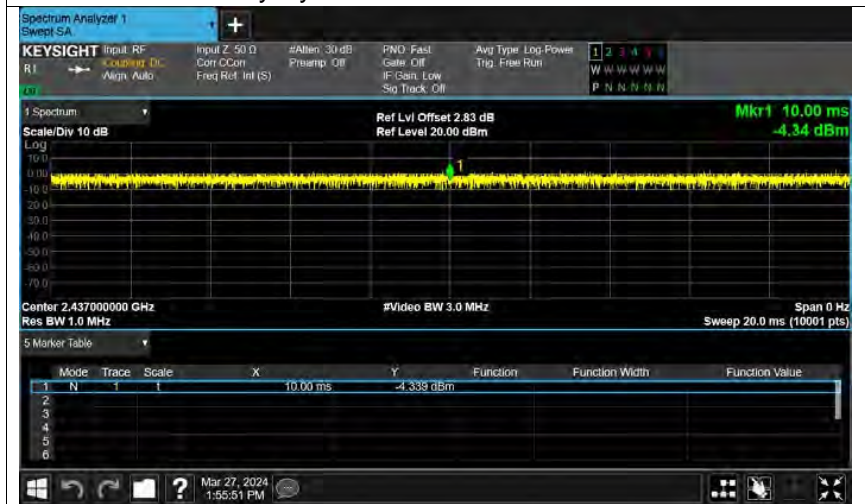 Spectrum Analyzer 1
Swept SA
+
KEYSIGHT Input: RF Input Z: 50 Ω #Atten: 30 dB PNO: Fast Avg Type: Log-Power 1 2 3 4 5 6
R L Coupling: DC Corr CCorr Preamp: Off Gate: Off Trig: Free Run W W W W W W
Align: Auto Freq Ref: Int (S) IF Gain: Low P N N N N N
Sig Track: Off
1 Spectrum Ref Lvl Offset 2.83 dB Mkr1 10.00 ms
Scale/Div 10 dB Ref Level 20.00 dBm -4.34 dBm
Log
10.0
0.00
-10.0
-20.0
-30.0
-40.0
-50.0
-60.0
-70.0
1
Center 2.437000000 GHz #Video BW 3.0 MHz Span 0 Hz
Res BW 1.0 MHz Sweep 20.0 ms (10001 pts)
5 Marker Table
Mode Trace Scale X Y Function Function Width Function Value
1 N 1 t 10.00 ms -4.339 dBm
2
3
4
5
6
? Mar 27, 2024
1:55:51 PM